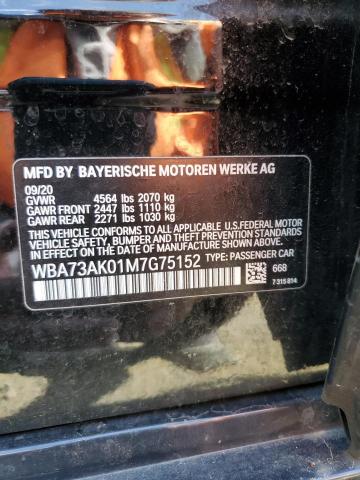 MFD BY BAYERISCHE MOTOREN WERKE AG
09/20
GVWR 4564 lbs 2070 kg
GAWR FRONT 2447 lbs 1110 kg
GAWR REAR 2271 lbs 1030 kg
THIS VEHICLE CONFORMS TO ALL APPLICABLE U.S.FEDERAL MOTOR
VEHICLE SAFETY, BUMPER, AND THEFT PREVENTION STANDARDS
IN EFFECT ON THE DATE OF MANUFACTURE SHOWN ABOVE.
WBA73AK01M7G75152 TYPE: PASSENGER CAR
668
7 315 814